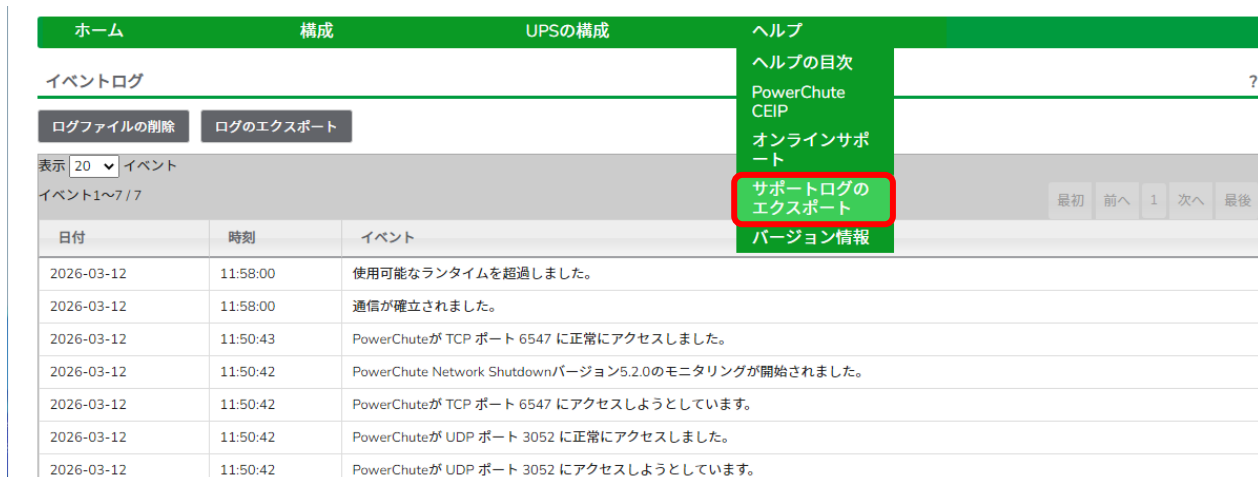 ホーム 構成 UPSの構成 ヘルプ
ヘルプの目次
イベントログ ?
PowerChute
CEIP
ログファイルの削除 ログのエクスポート
オンラインサポ
ート
表示 20 イベント
サポートログの
エクスポート
イベント1～7 / 7
最初 前へ 1 次へ 最後
日付 時刻 イベント
バージョン情報
2026-03-12 11:58:00 使用可能なランタイムを超過しました。
2026-03-12 11:58:00 通信が確立されました。
2026-03-12 11:50:43 PowerChuteが TCP ポート 6547 に正常にアクセスしました。
2026-03-12 11:50:42 PowerChute Network Shutdownバージョン5.2.0のモニタリングが開始されました。
2026-03-12 11:50:42 PowerChuteが TCP ポート 6547 にアクセスしようとしています。
2026-03-12 11:50:42 PowerChuteが UDP ポート 3052 に正常にアクセスしました。
2026-03-12 11:50:42 PowerChuteが UDP ポート 3052 にアクセスしようとしています。